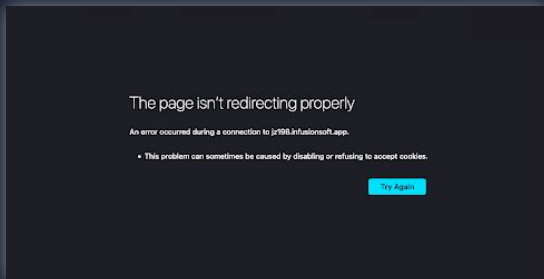 The page isn't redirecting properly
An error occurred during a connection to jz198.infusionsoft.app.
• This problem can sometimes be caused by disabling or refusing to accept cookies.
Try Again